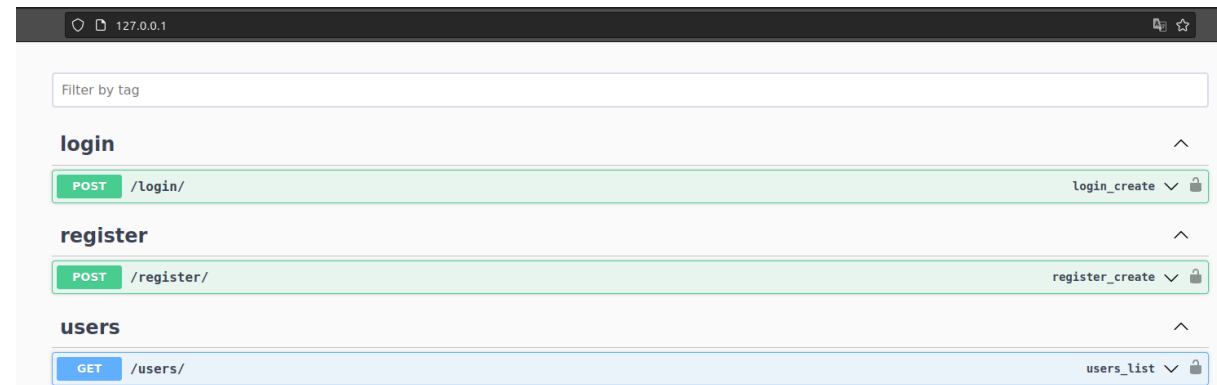 127.0.0.1
Filter by tag
login
POST /login/ login_create
register
POST /register/ register_create
users
GET /users/ users_list